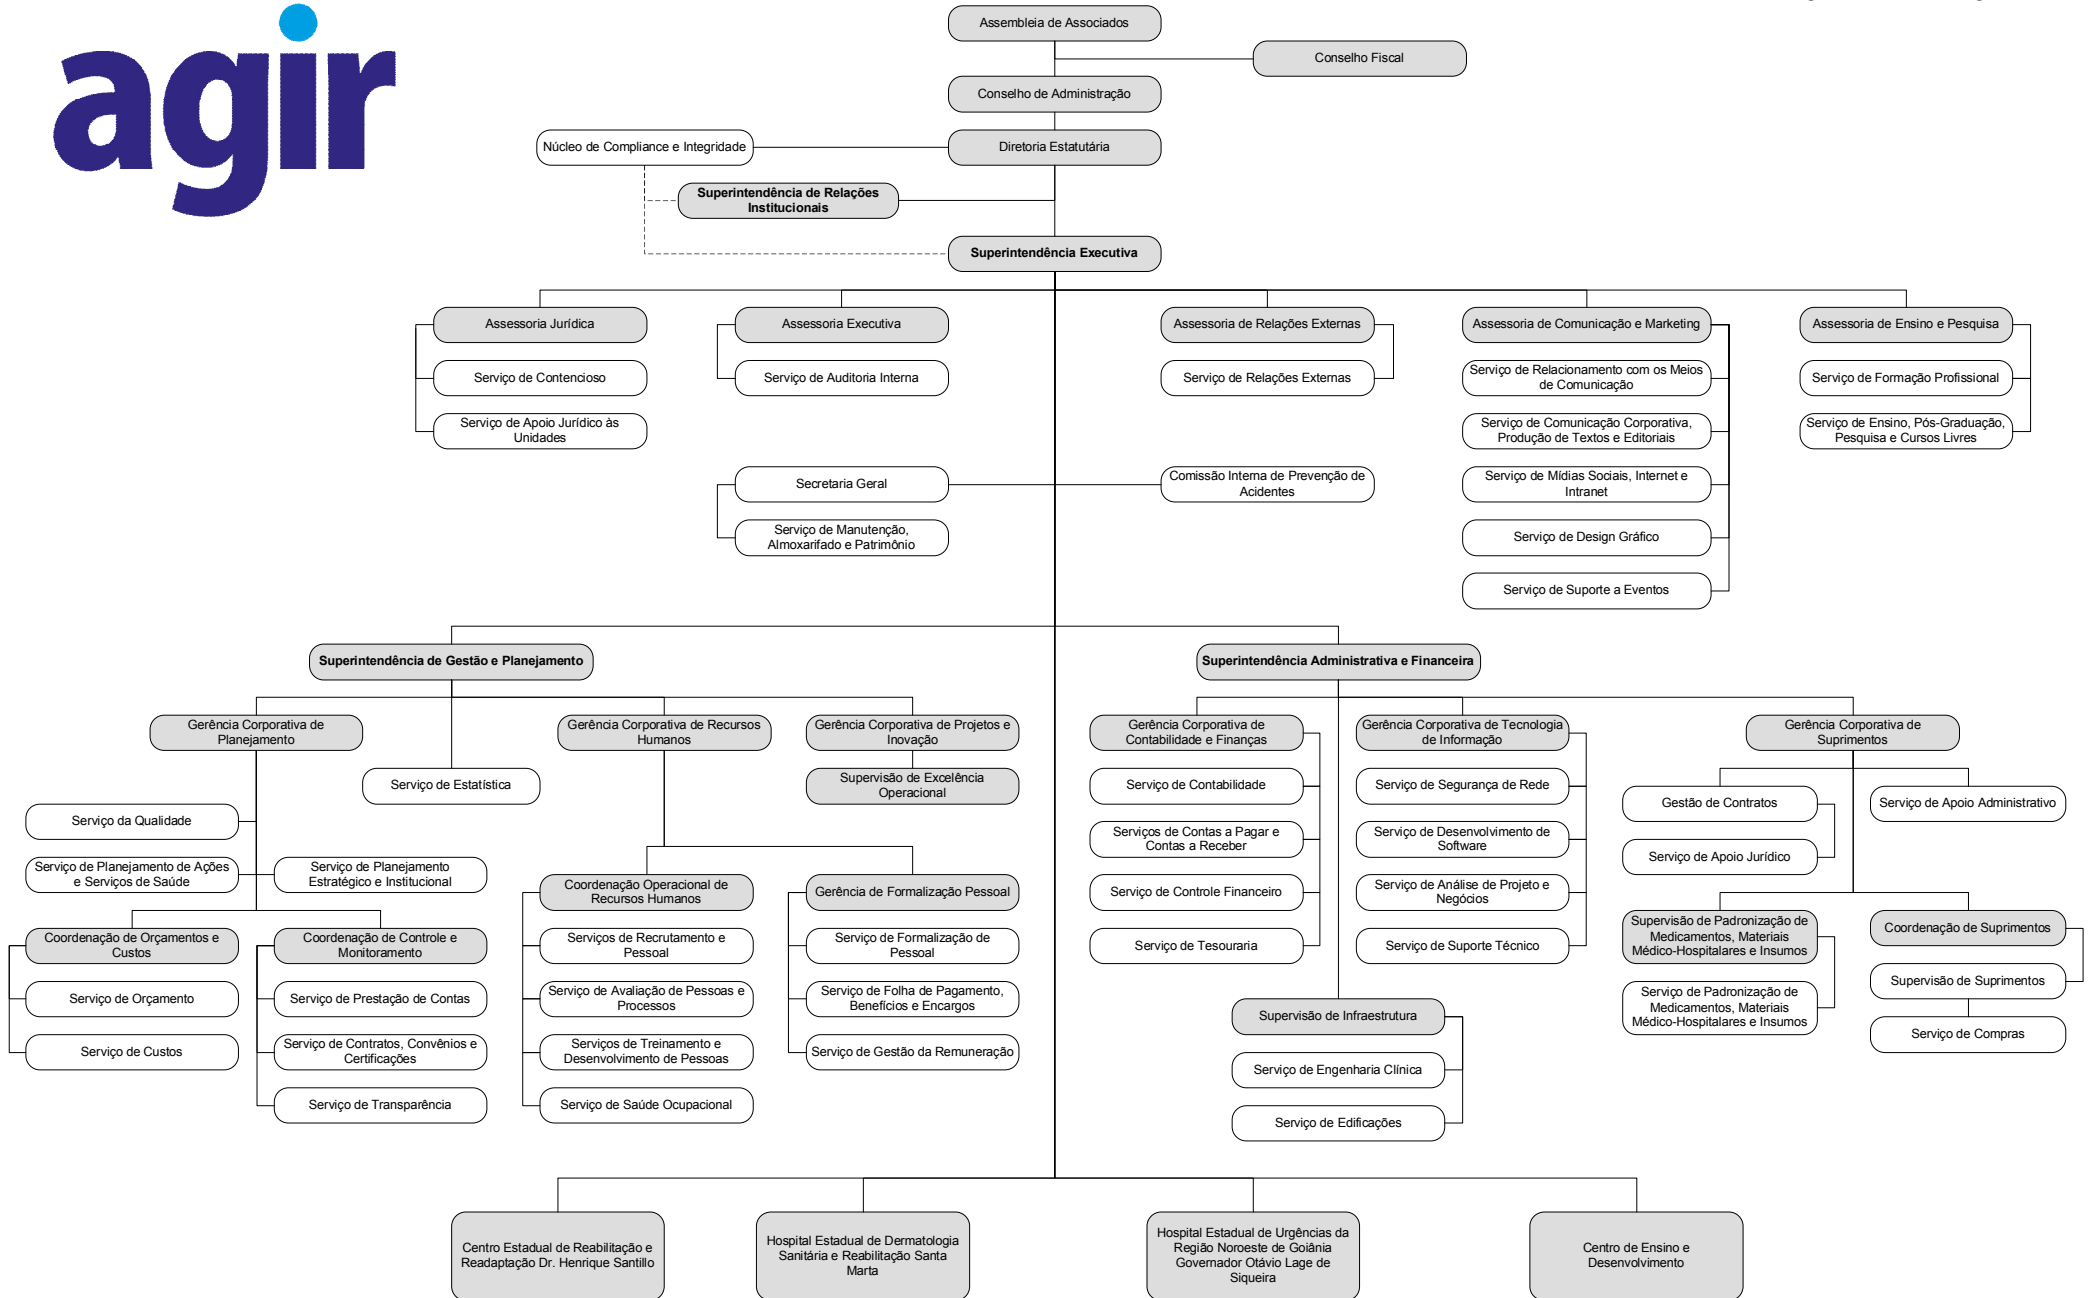 agir
Assembleia de Associados
Conselho Fiscal
Conselho de Administração
Núcleo de Compliance e Integridade
Diretoria Estatutária
Superintendência de Relações
Institucionais
Superintendência Executiva
Assessoria Jurídica
Assessoria Executiva
Assessoria de Relações Externas
Assessoria de Comunicação e Marketing
Assessoria de Ensino e Pesquisa
Serviço de Contencioso
Serviço de Auditoria Interna
Serviço de Relações Externas
Serviço de Relacionamento com os Meios
de Comunicação
Serviço de Formação Profissional
Serviço de Apoio Jurídico às
Unidades
Serviço de Comunicação Corporativa,
Produção de Textos e Editoriais
Serviço de Ensino, Pós-Graduação,
Pesquisa e Cursos Livres
Secretaria Geral
Comissão Interna de Prevenção de
Acidentes
Serviço de Mídias Sociais, Internet e
Intranet
Serviço de Manutenção,
Almoxarifado e Patrimônio
Serviço de Design Gráfico
Serviço de Suporte a Eventos
Superintendência de Gestão e Planejamento
Superintendência Administrativa e Financeira
Gerência Corporativa de
Planejamento
Gerência Corporativa de Recursos
Humanos
Gerência Corporativa de Projetos e
Inovação
Gerência Corporativa de
Contabilidade e Finanças
Gerência Corporativa de Tecnologia
de Informação
Gerência Corporativa de
Suprimentos
Serviço de Estatística
Supervisão de Excelência
Operacional
Serviço de Contabilidade
Serviço de Segurança de Rede
Gestão de Contratos
Serviço de Apoio Administrativo
Serviço da Qualidade
Serviços de Contas a Pagar e
Contas a Receber
Serviço de Desenvolvimento de
Software
Serviço de Apoio Jurídico
Serviço de Planejamento de Ações
e Serviços de Saúde
Serviço de Planejamento
Estratégico e Institucional
Coordenação Operacional de
Recursos Humanos
Gerência de Formalização Pessoal
Serviço de Controle Financeiro
Serviço de Análise de Projeto e
Negócios
Coordenação de Orçamentos e
Custos
Coordenação de Controle e
Monitoramento
Serviços de Recrutamento e
Pessoal
Serviço de Formalização de
Pessoal
Serviço de Tesouraria
Serviço de Suporte Técnico
Supervisão de Padronização de
Medicamentos, Materiais
Médico-Hospitalares e Insumos
Coordenação de Suprimentos
Serviço de Orçamento
Serviço de Prestação de Contas
Serviço de Avaliação de Pessoas e
Processos
Serviço de Folha de Pagamento,
Benefícios e Encargos
Supervisão de Infraestrutura
Serviço de Padronização de
Medicamentos, Materiais
Médico-Hospitalares e Insumos
Supervisão de Suprimentos
Serviço de Custos
Serviço de Contratos, Convênios e
Certificações
Serviços de Treinamento e
Desenvolvimento de Pessoas
Serviço de Gestão da Remuneração
Serviço de Engenharia Clínica
Serviço de Compras
Serviço de Transparência
Serviço de Saúde Ocupacional
Serviço de Edificações
Centro Estadual de Reabilitação e
Readaptação Dr. Henrique Santillo
Hospital Estadual de Dermatologia
Sanitária e Reabilitação Santa
Marta
Hospital Estadual de Urgências da
Região Noroeste de Goiânia
Governador Otávio Lage de
Siqueira
Centro de Ensino e
Desenvolvimento